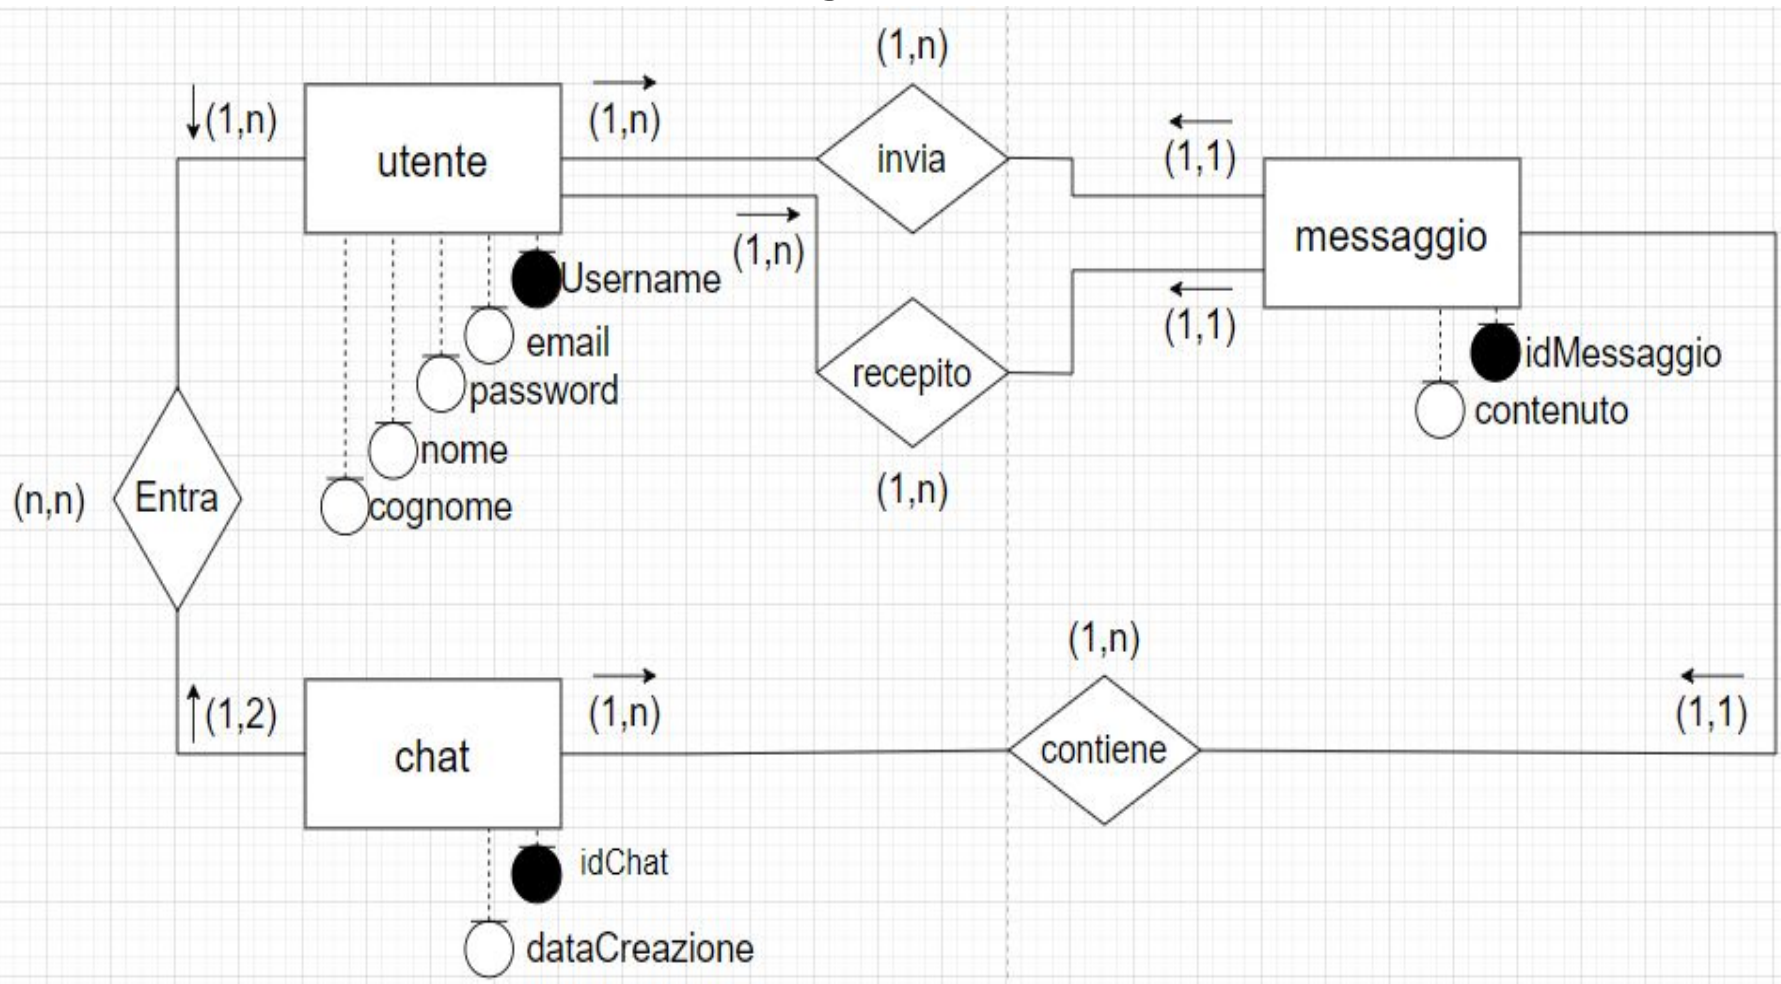 (1,n)
(1,n)
(1,n)
utente
invia
(1,1)
messaggio
(1,n)
Username
email
password
nome
cognome
recepito
(1,1)
idMessaggio
contenuto
(1,n)
(n,n)
Entra
(1,n)
(1,2)
(1,n)
chat
contiene
(1,1)
idChat
dataCreazione